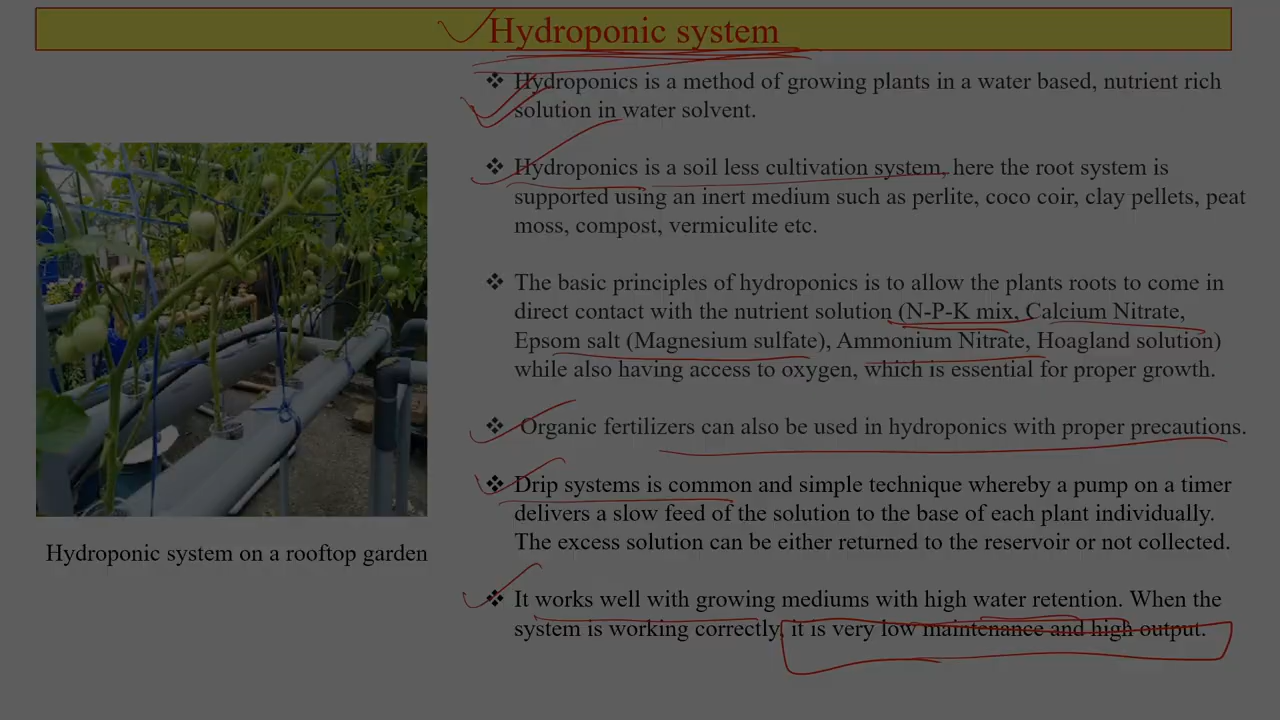 Hydroponic system
❖ Hydroponics is a method of growing plants in a water based, nutrient rich
solution in water solvent.
❖ Hydroponics is a soil less cultivation system, here the root system is
supported using an inert medium such as perlite, coco coir, clay pellets, peat
moss, compost, vermiculite etc.
❖ The basic principles of hydroponics is to allow the plants roots to come in
direct contact with the nutrient solution (N-P-K mix, Calcium Nitrate,
Epsom salt (Magnesium sulfate), Ammonium Nitrate, Hoagland solution)
while also having access to oxygen, which is essential for proper growth.
❖ Organic fertilizers can also be used in hydroponics with proper precautions.
❖ Drip systems is common and simple technique whereby a pump on a timer
delivers a slow feed of the solution to the base of each plant individually.
The excess solution can be either returned to the reservoir or not collected.
❖ It works well with growing mediums with high water retention. When the
system is working correctly, it is very low maintenance and high output.
Hydroponic system on a rooftop garden